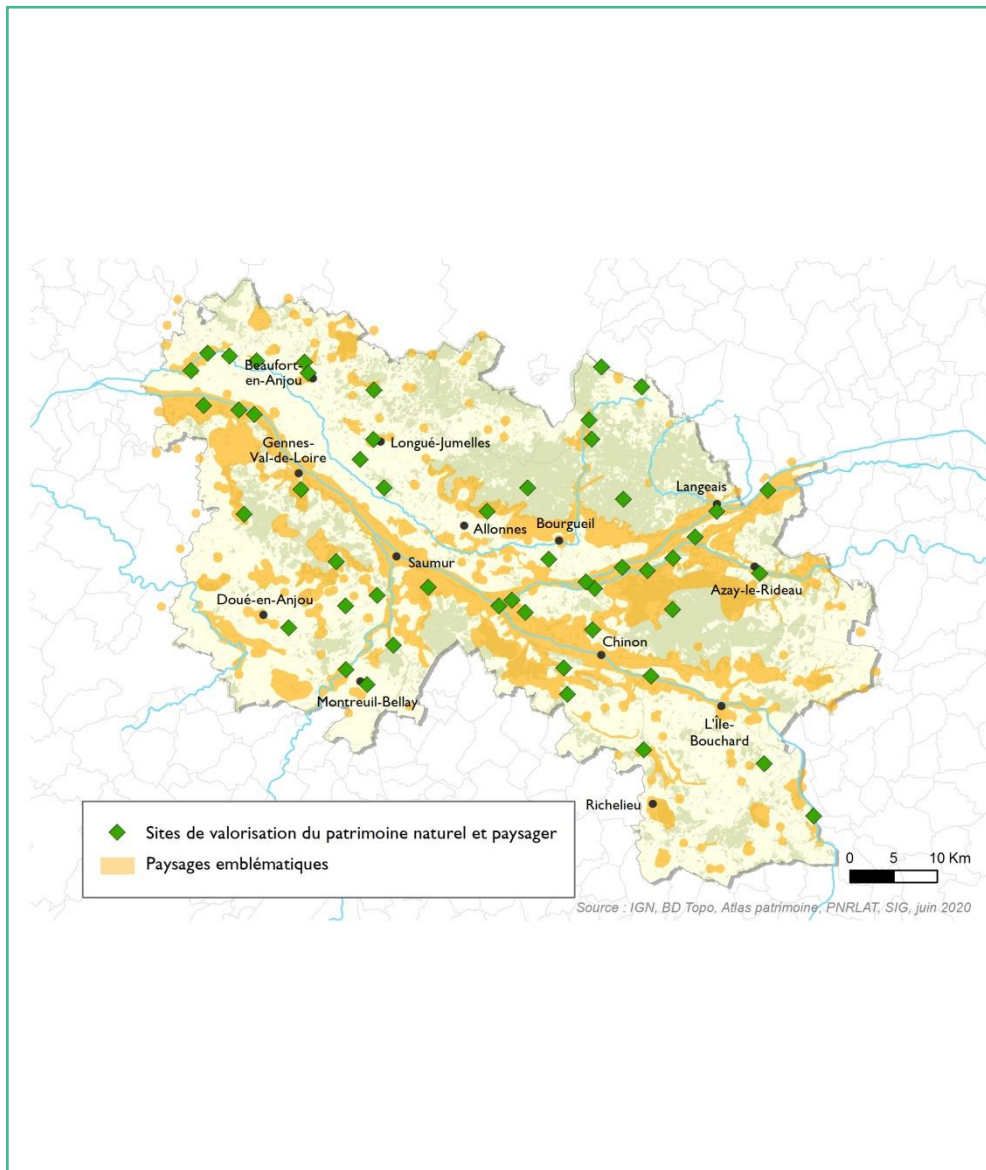 Beaufort-
en-Anjou
Gennes-
Val-de-Loire
Longué-Jumelles
Langeais
Allonnes
Bourgueil
Saumur
Azay-le-Rideau
Doué-en-Anjou
Chinon
Montreuil-Bellay
L'Île-
Bouchard
Richelieu
Sites de valorisation du patrimoine naturel et paysager
Paysages emblématiques
0 5 10 Km
Source : IGN, BD Topo, Atlas patrimoine, PNRLAT, SIG, juin 2020